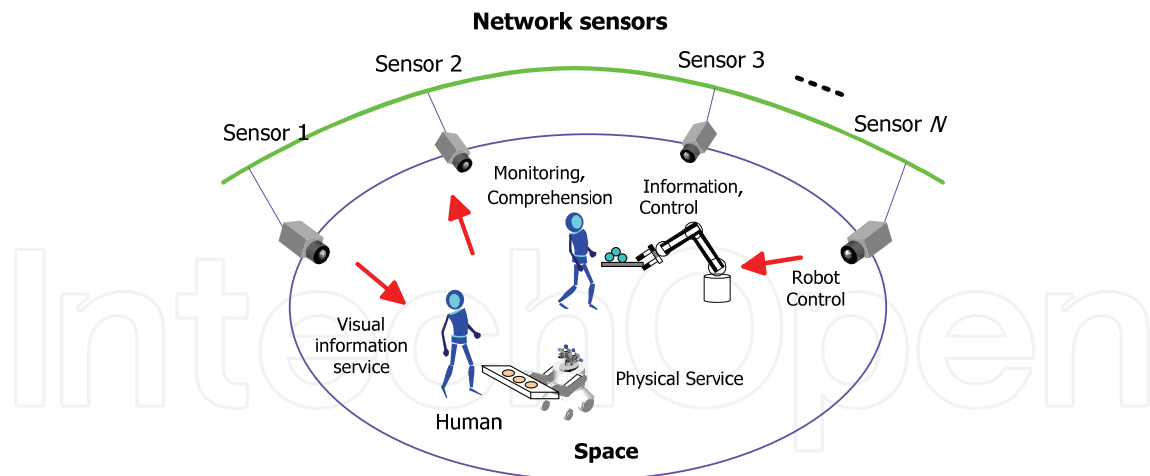 Network sensors
Sensor 2
Sensor 3
Sensor 1
Sensor N
Monitoring,
Comprehension
Information,
Control
Robot
Control
Visual
information
service
Physical Service
Human
Space
IntechOpen